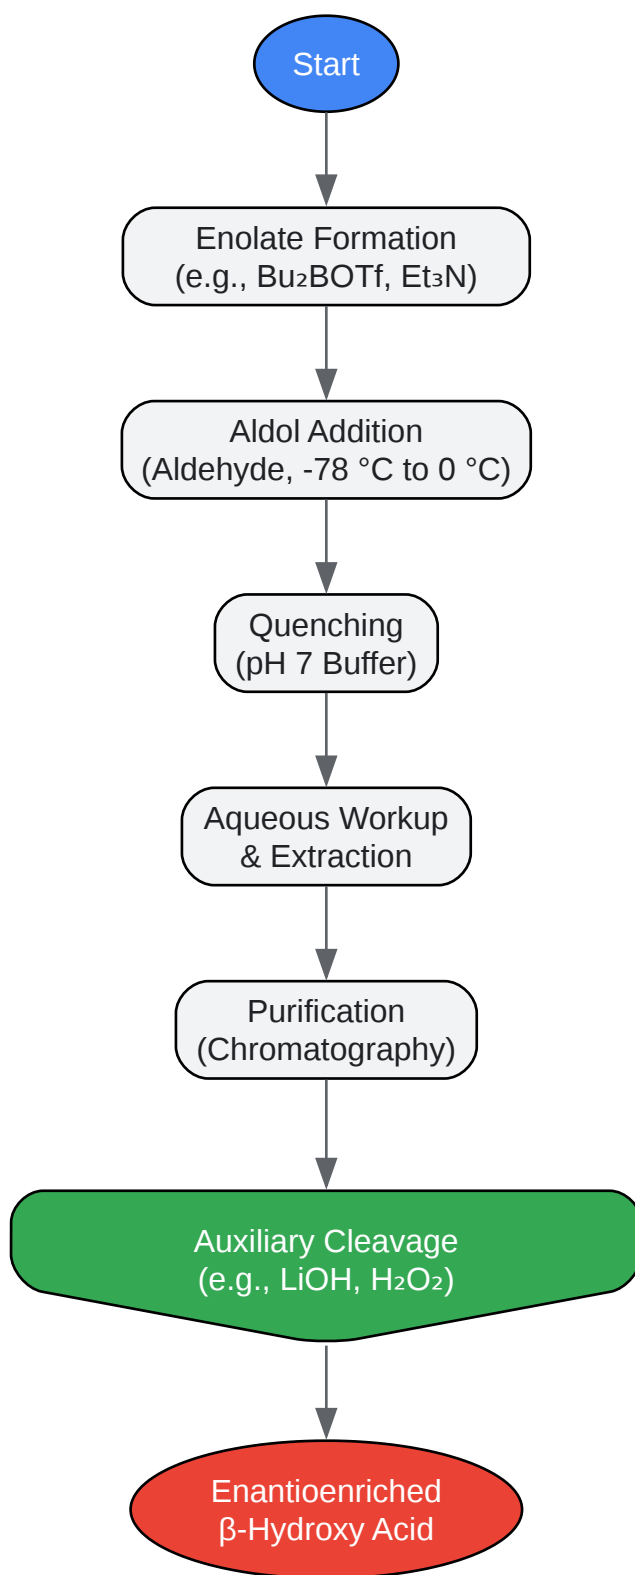 Start
Enolate Formation
(e.g., Bu₂BOTf, Et₃N)
Aldol Addition
(Aldehyde, -78 °C to 0 °C)
Quenching
(pH 7 Buffer)
Aqueous Workup
& Extraction
Purification
(Chromatography)
Auxiliary Cleavage
(e.g., LiOH, H₂O₂)
Enantioenriched
β-Hydroxy Acid